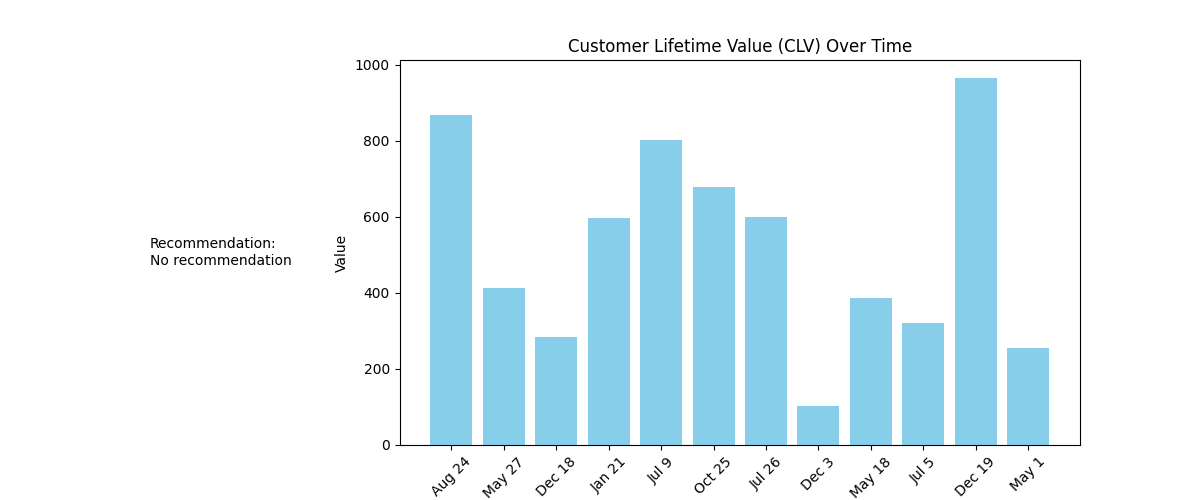 Customer Lifetime Value (CLV) Over Time
Recommendation:
No recommendation
Value
1000
800
600
400
200
0
Aug 24
May 27
Dec 18
Jan 21
Jul 9
Oct 25
Jul 26
Dec 3
May 18
Jul 5
Dec 19
May 1